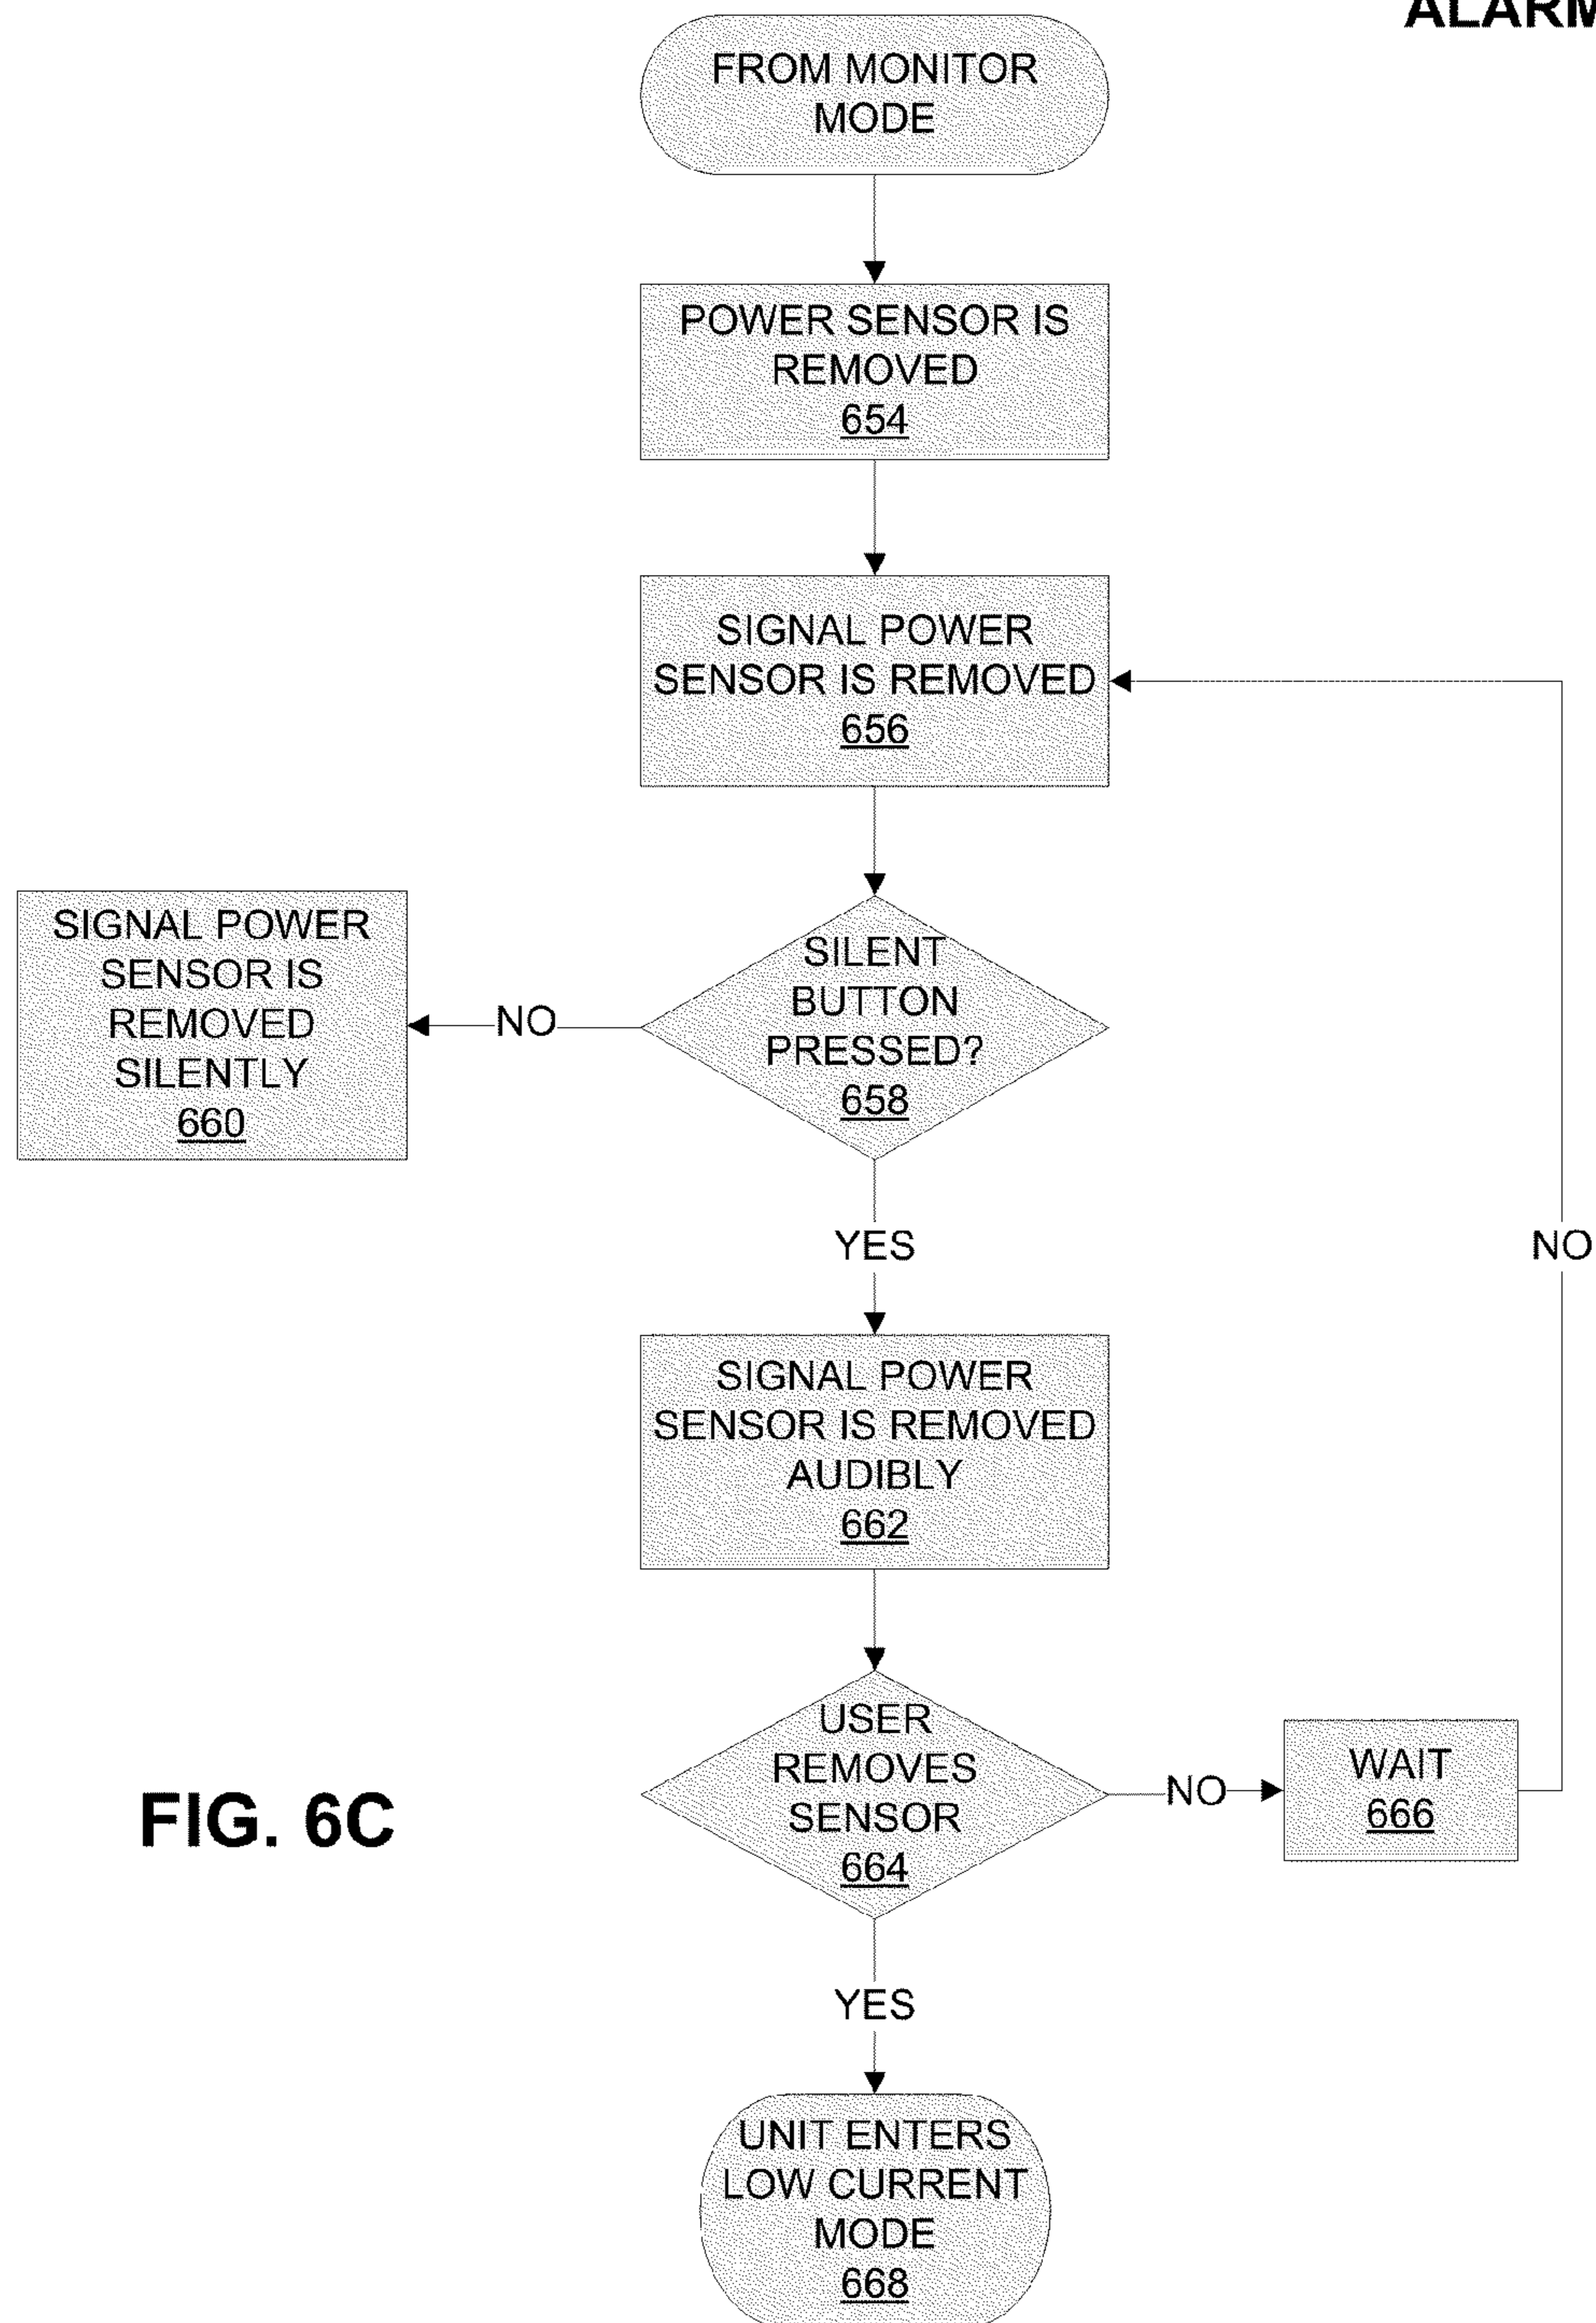 ALARM
FROM MONITOR
MODE
POWER SENSOR IS
REMOVED
654
SIGNAL POWER
SENSOR IS REMOVED
656
SIGNAL POWER
SENSOR IS
REMOVED
SILENTLY
660
NO
SILENT
BUTTON
PRESSED?
658
YES
NO
SIGNAL POWER
SENSOR IS REMOVED
AUDIBLY
662
USER
REMOVES
SENSOR
664
NO
WAIT
666
FIG. 6C
YES
UNIT ENTERS
LOW CURRENT
MODE
668